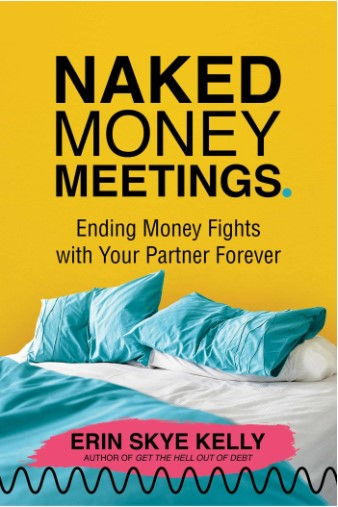 NAKED
MONEY
MEETINGS.
Ending Money Fights
with Your Partner Forever
ERIN SKYE KELLY
AUTHOR OF GET THE HELL OUT OF DEBT